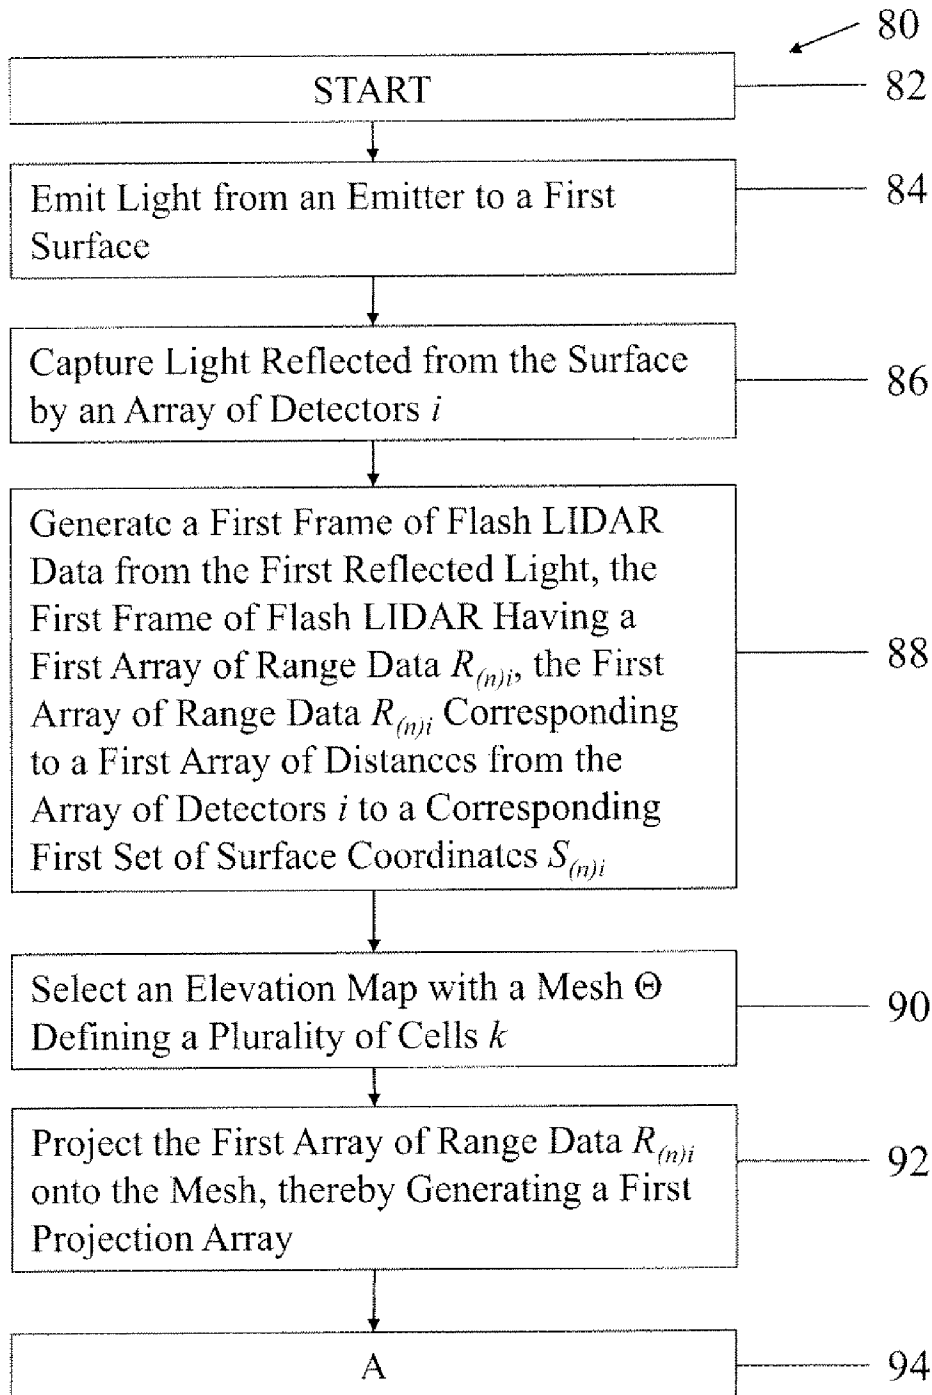 80
START
82
Emit Light from an Emitter to a First
Surface
84
Capture Light Reflected from the Surface
by an Array of Detectors i
86
Generate a First Frame of Flash LIDAR
Data from the First Reflected Light, the
First Frame of Flash LIDAR Having a
First Array of Range Data R(n)i, the First
Array of Range Data R(n)i Corresponding
to a First Array of Distances from the
Array of Detectors i to a Corresponding
First Set of Surface Coordinates S(n)i
88
Select an Elevation Map with a Mesh Θ
Defining a Plurality of Cells k
90
Project the First Array of Range Data R(n)i
onto the Mesh, thereby Generating a First
Projection Array
92
A
94